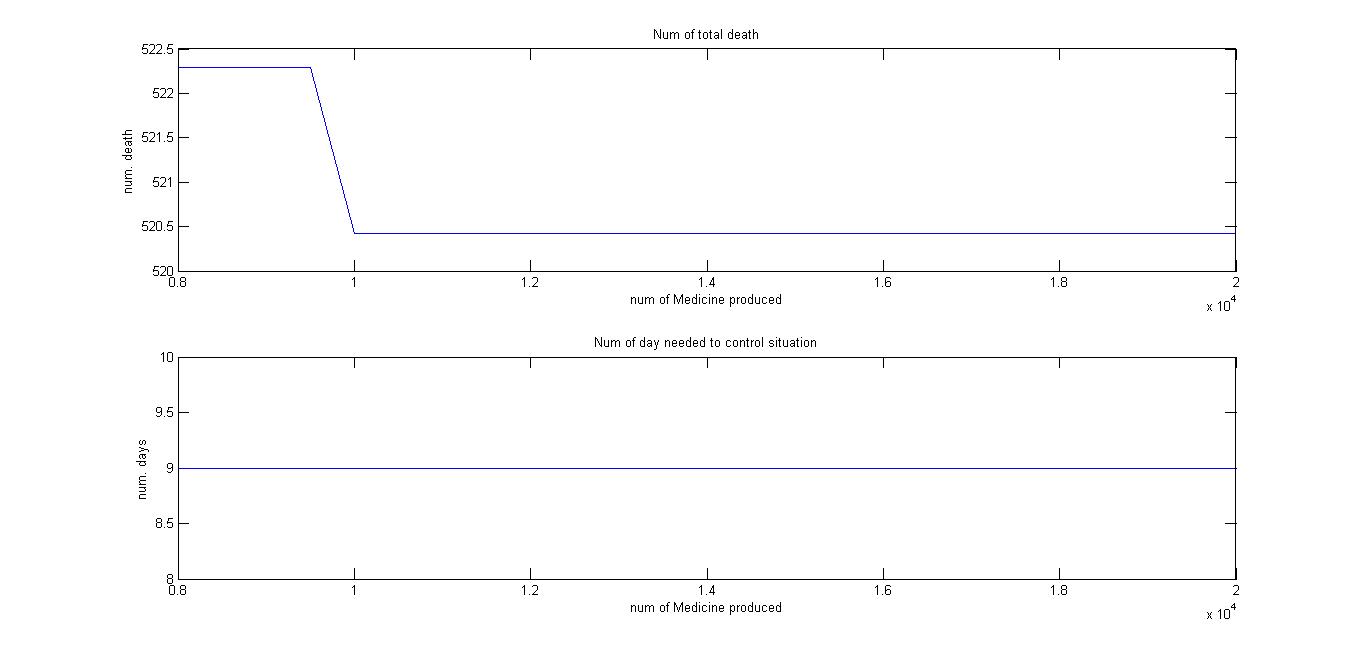 Num of total death
522.5
522
521.5
521
520.5
520
num. death
0.8 1 1.2 1.4 1.6 1.8 2
num of Medicine produced
x 10^4
Num of day needed to control situation
10
9.5
9
8.5
8
num. days
0.8 1 1.2 1.4 1.6 1.8 2
num of Medicine produced
x 10^4